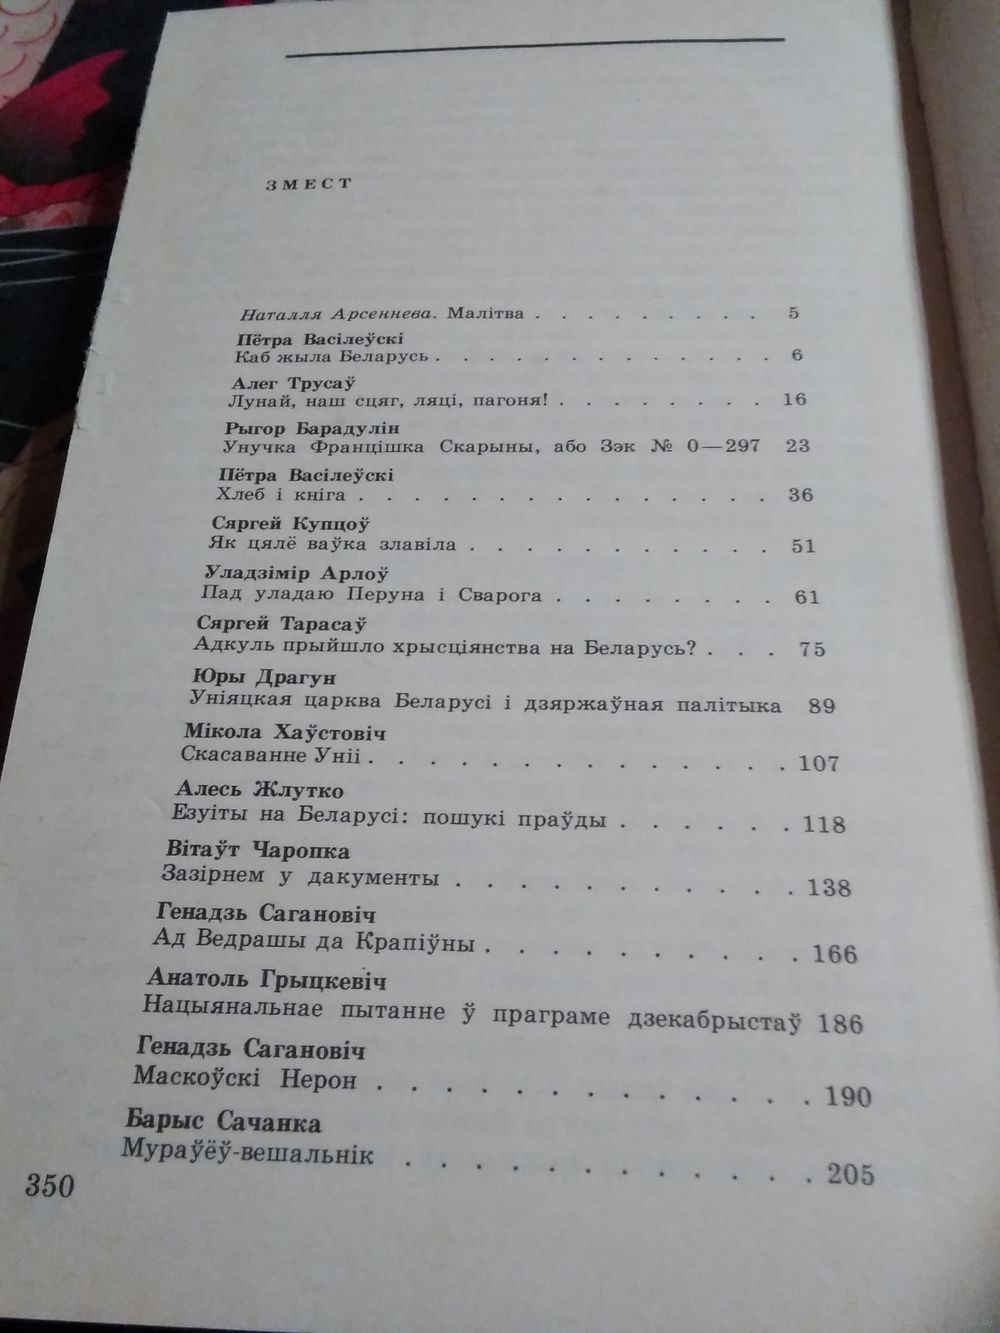 ЗМЕСТ
Наталля Арсеннева. Малітва . . . . . . . . . 5
Пётра Васілеўскі
Каб жыла Беларусь . . . . . . . . . . . . . 6
Алег Трусаў
Лунай, наш сцяг, ляці, пагоня! . . . . . . . . 16
Рыгор Барадулін
Унучка Францішка Скарыны, або Зэк № 0—297 23
Пётра Васілеўскі
Хлеб і кніга . . . . . . . . . . . . . . . 36
Сяргей Купцоў
Як цялё ваўка злавіла . . . . . . . . . . . 51
Уладзімір Арлоў
Пад уладаю Перуна і Сварога . . . . . . . . 61
Сяргей Тарасаў
Адкуль прыйшло хрысціянства на Беларусь? . . . 75
Юры Драгун
Уніяцкая царква Беларусі і дзяржаўная палітыка 89
Мікола Хаўстовіч
Скасаванне Уніі . . . . . . . . . . . . . . 107
Алесь Жлутко
Езуіты на Беларусі: пошукі праўды . . . . . . 118
Вітаўт Чаропка
Зазірнем у дакументы . . . . . . . . . . . 138
Генадзь Сагановіч
Ад Ведрашы да Крапіўны . . . . . . . . . . 166
Анатоль Грыцкевіч
Нацыянальнае пытанне ў праграме дзекабрыстаў 186
Генадзь Сагановіч
Маскоўскі Нерон . . . . . . . . . . . . . 190
Барыс Сачанка
Мураўёў-вешальнік . . . . . . . . . . . . 205
350